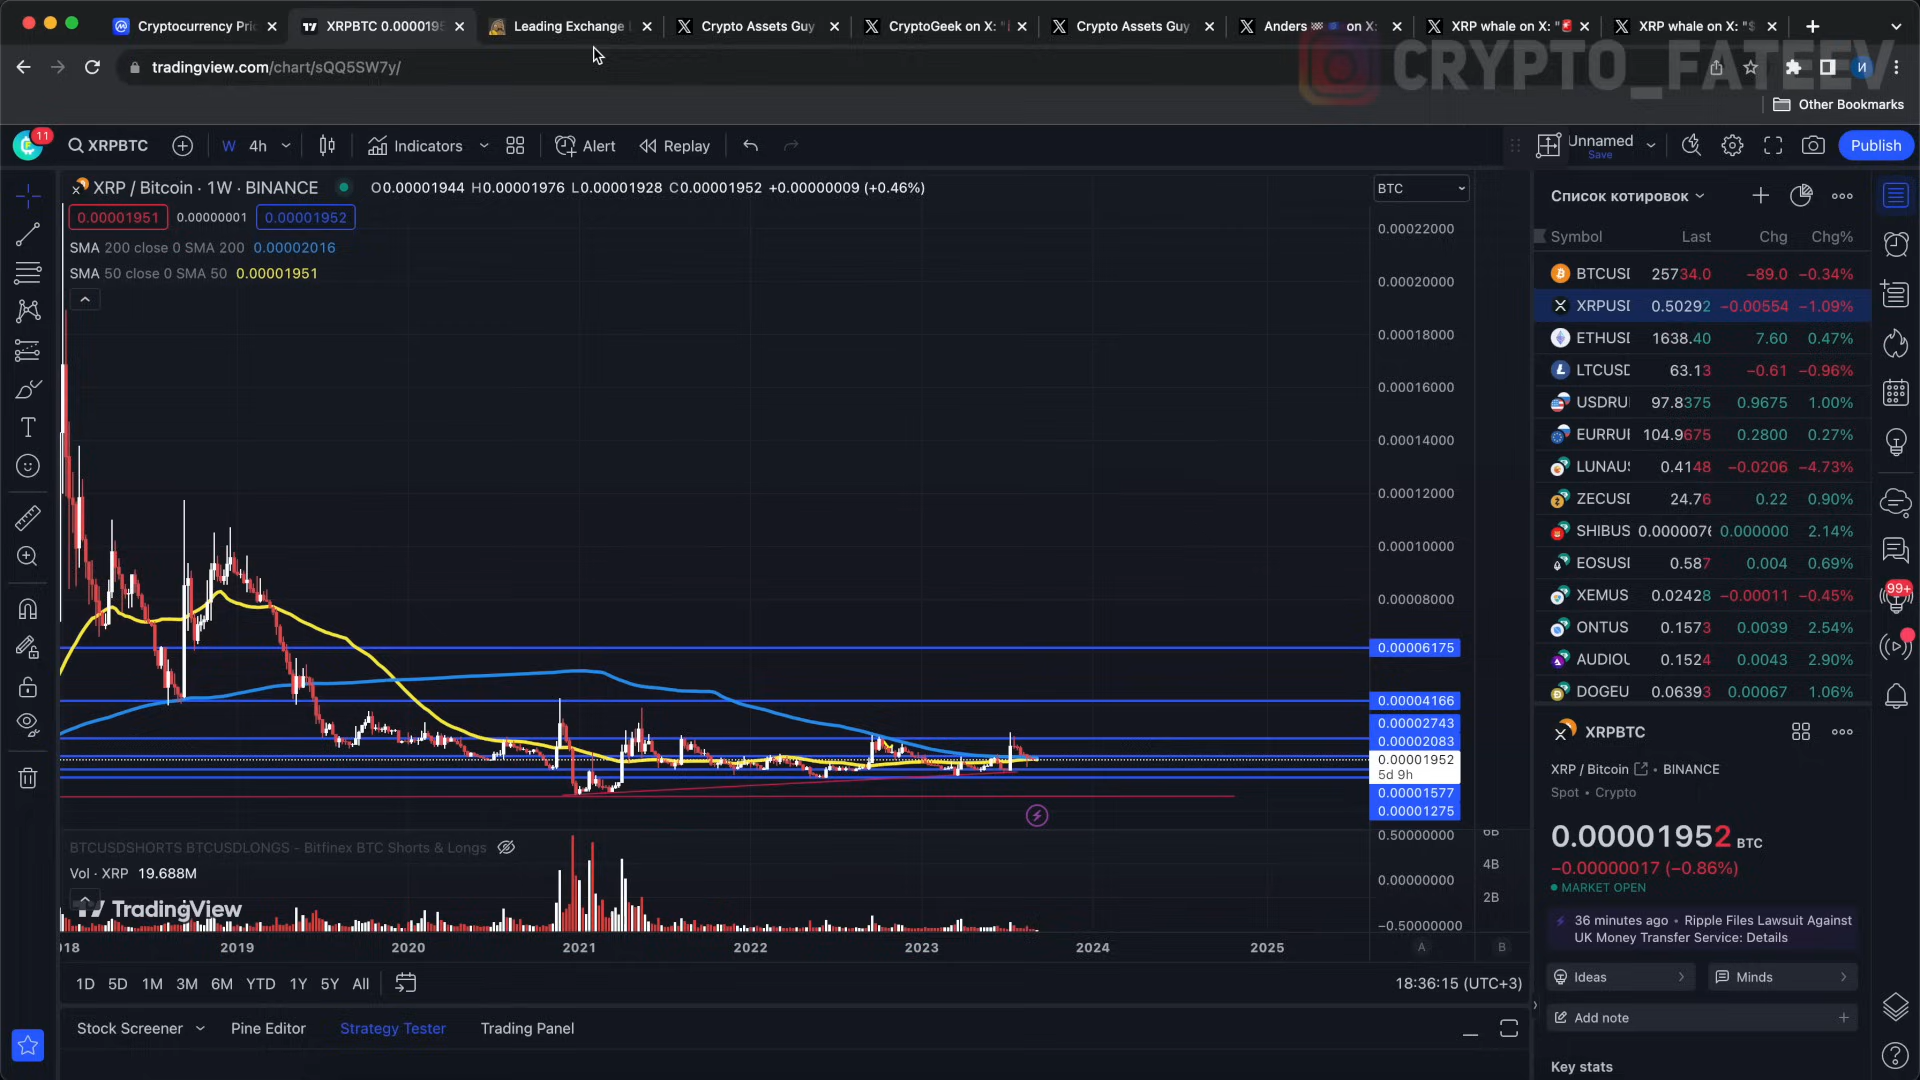 Cryptocurrency Pri
XRPBTC 0.0000195
Leading Exchange
Crypto Assets Guy
CryptoGeek on X: "
Crypto Assets Guy
Anders 🏁 on X:
XRP whale on X: "🚨
XRP whale on X: "$
tradingview.com/chart/sQQ5SW7y/
CRYPTO_FATEEV
И
Other Bookmarks
11
XRPBTC
W
4h
Indicators
Alert
Replay
Unnamed
Save
Publish
XRP / Bitcoin · 1W · BINANCE
O0.00001944 H0.00001976 L0.00001928 C0.00001952 +0.00000009 (+0.46%)
0.00001951
0.00000001
0.00001952
SMA 200 close 0 SMA 200 0.00002016
SMA 50 close 0 SMA 50 0.00001951
BTC
0.00022000
0.00020000
0.00018000
0.00016000
0.00014000
0.00012000
0.00010000
0.00008000
0.00006175
0.00004166
0.00002743
0.00002083
0.00001952
5d 9h
0.00001577
0.00001275
BTCUSDSHORTS BTCUSDLONGS - Bitfinex BTC Shorts & Longs
Vol · XRP 19.688M
TradingView
0.50000000
0.00000000
−0.50000000
6B
4B
2B
018 2019 2020 2021 2022 2023 2024 2025
A
B
1D 5D 1M 3M 6M YTD 1Y 5Y All
18:36:15 (UTC+3)
Stock Screener
Pine Editor
Strategy Tester
Trading Panel
Список котировок
Symbol Last Chg Chg%
BTCUSI 25734.0 −89.0 −0.34%
XRPUSI 0.50292 −0.00554 −1.09%
ETHUSI 1638.40 7.60 0.47%
LTCUSD 63.13 −0.61 −0.96%
USDRU 97.8375 0.9675 1.00%
EURRUI 104.9675 0.2800 0.27%
LUNAU 0.4148 −0.0206 −4.73%
ZECUSI 24.76 0.22 0.90%
SHIBUS 0.0000076 0.000000 2.14%
EOSUSI 0.587 0.004 0.69%
XEMUS 0.02428 −0.00011 −0.45%
ONTUS 0.1573 0.0039 2.54%
AUDIOU 0.1524 0.0043 2.90%
DOGEU 0.06393 0.00067 1.06%
99+
XRPBTC
XRP / Bitcoin • BINANCE
Spot • Crypto
0.00001952 BTC
−0.00000017 (−0.86%)
MARKET OPEN
36 minutes ago • Ripple Files Lawsuit Against
UK Money Transfer Service: Details
Ideas
Minds
Add note
Key stats